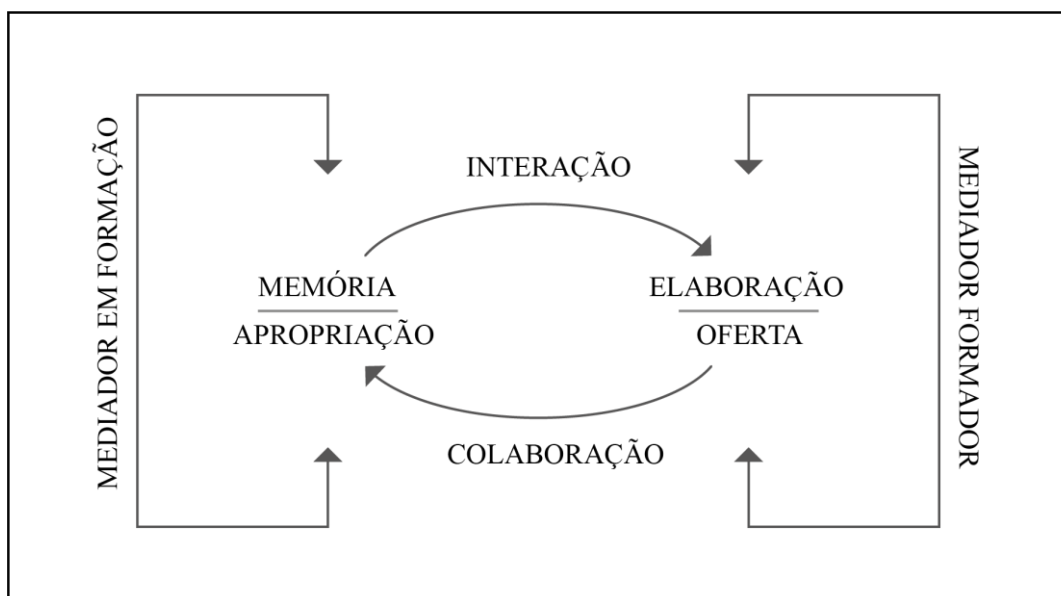 MEDIADOR EM FORMAÇÃO
INTERAÇÃO
MEMÓRIA
APROPRIAÇÃO
ELABORAÇÃO
OFERTA
COLABORAÇÃO
MEDIADOR FORMADOR